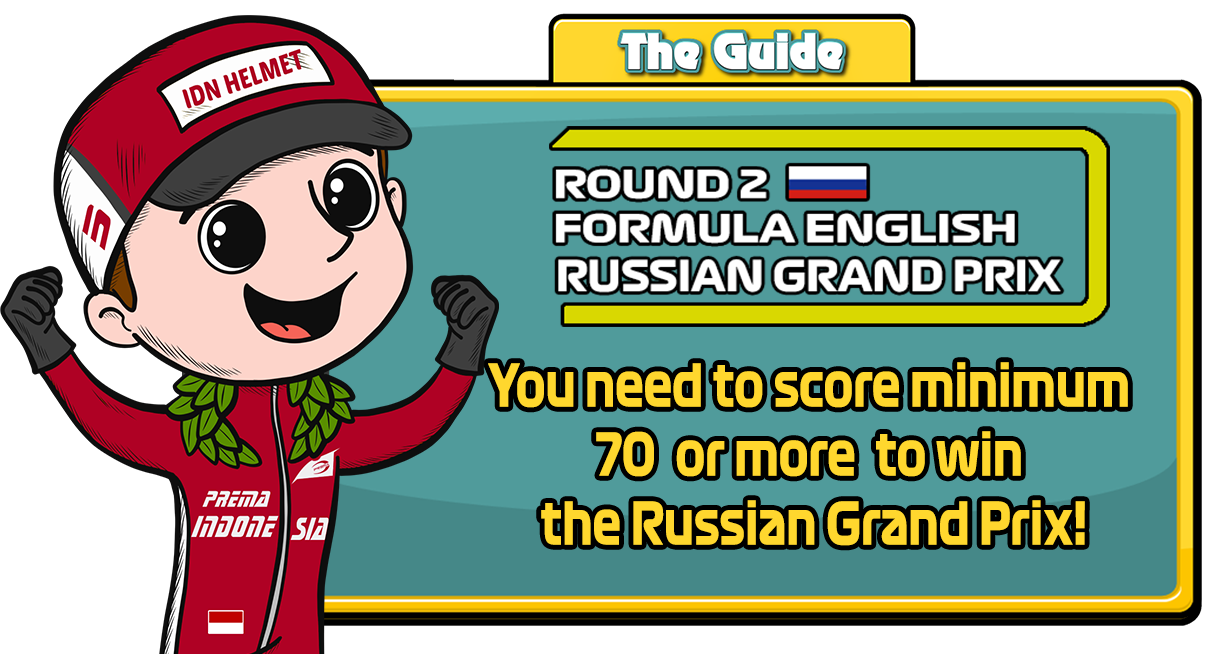 The Guide
IDN HELMET
ROUND 2
FORMULA ENGLISH
RUSSIAN GRAND PRIX
You need to score minimum
70 or more to win
the Russian Grand Prix!
PREMA
INDONE SIA